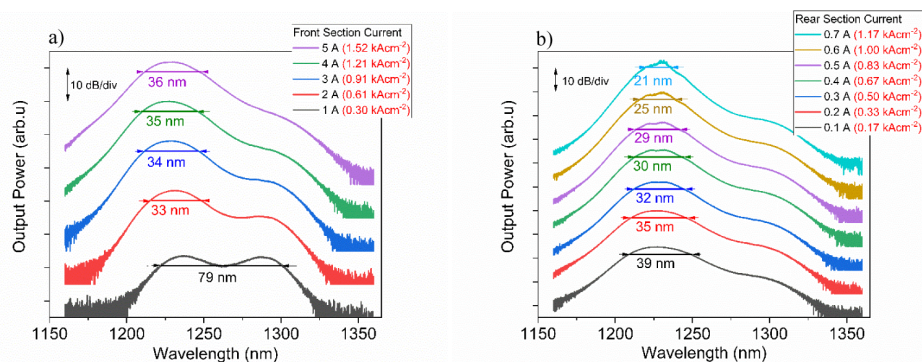 a)
Front Section Current
5 A (1.52 kAcm⁻²)
4 A (1.21 kAcm⁻²)
3 A (0.91 kAcm⁻²)
2 A (0.61 kAcm⁻²)
1 A (0.30 kAcm⁻²)
10 dB/div
36 nm
35 nm
34 nm
33 nm
79 nm
Output Power (arb.u)
1150 1200 1250 1300 1350
Wavelength (nm)
b)
Rear Section Current
0.7 A (1.17 kAcm⁻²)
0.6 A (1.00 kAcm⁻²)
0.5 A (0.83 kAcm⁻²)
0.4 A (0.67 kAcm⁻²)
0.3 A (0.50 kAcm⁻²)
0.2 A (0.33 kAcm⁻²)
0.1 A (0.17 kAcm⁻²)
10 dB/div
21 nm
25 nm
29 nm
30 nm
32 nm
35 nm
39 nm
Output Power (arb.u)
1150 1200 1250 1300 1350
Wavelength (nm)